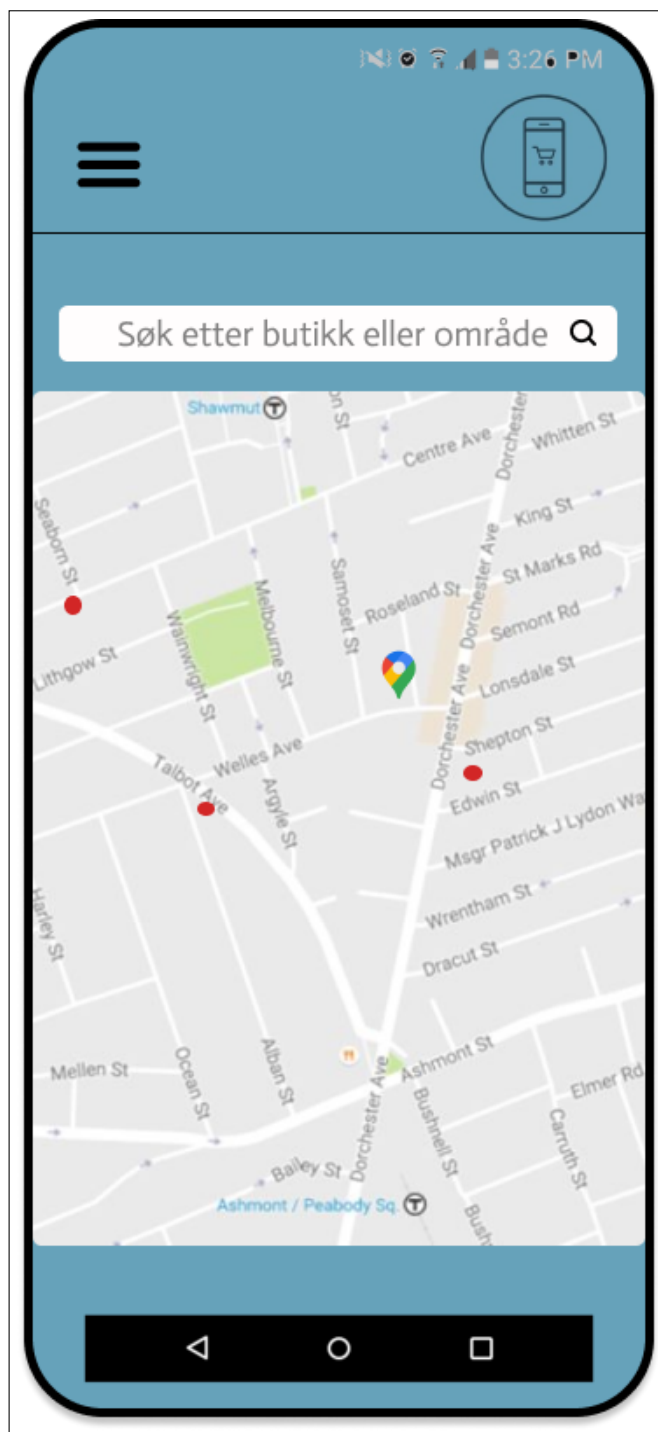 3:26 PM
Søk etter butikk eller område
Shawmut T
on St
Dorchester
Centre Ave
Whitten St
Seaborn St
King St
Dorchester Ave
St Marks Rd
Samoset St
Melbourne St
Roseland St
Semont Rd
Wainwright St
Lithgow St
Lonsdale St
Dorchester Ave
Shepton St
Welles Ave
Talbot Ave
Argyle St
Edwin St
Msgr Patrick J Lydon Wa
Harley St
Wrentham St
Dracut St
Ashmont St
Mellen St
Ocean St
Alban St
Elmer Rd
Dorchester Ave
Bushnell St
Carruth St
Bailey St
Ashmont / Peabody Sq. T
Bush